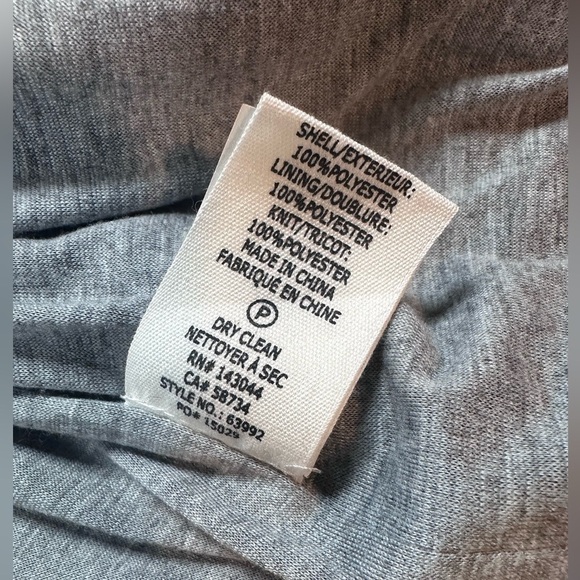 SHELL/EXTERIEUR:
100%POLYESTER
LINING/DOUBLURE:
100%POLYESTER
KNIT/TRICOT:
100%POLYESTER
MADE IN CHINA
FABRIQUÉ EN CHINE
P
DRY CLEAN
NETTOYER À SEC
RN# 143044
CA# 58734
STYLE NO.: 63992
PO# 15029